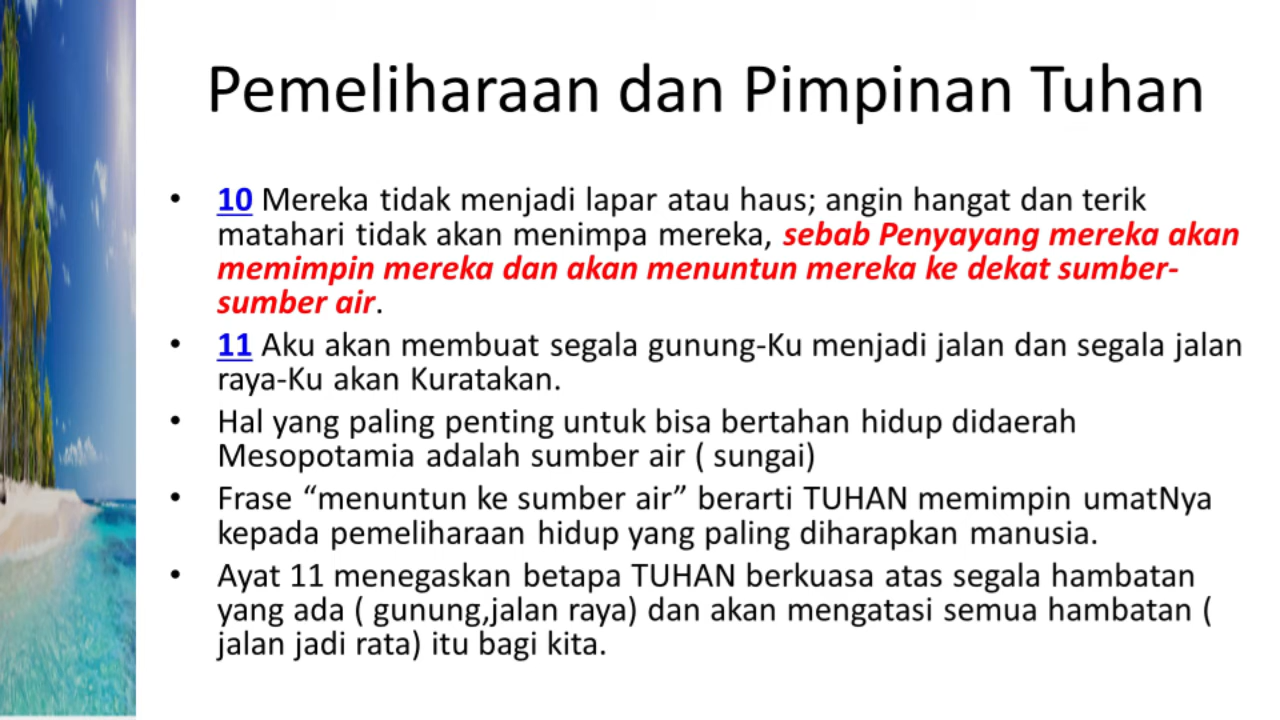 Pemeliharaan dan Pimpinan Tuhan
• 10 Mereka tidak menjadi lapar atau haus; angin hangat dan terik
matahari tidak akan menimpa mereka, sebab Penyayang mereka akan
memimpin mereka dan akan menuntun mereka ke dekat sumber-
sumber air.
• 11 Aku akan membuat segala gunung-Ku menjadi jalan dan segala jalan
raya-Ku akan Kuratakan.
• Hal yang paling penting untuk bisa bertahan hidup didaerah
Mesopotamia adalah sumber air ( sungai)
• Frase “menuntun ke sumber air” berarti TUHAN memimpin umatNya
kepada pemeliharaan hidup yang paling diharapkan manusia.
• Ayat 11 menegaskan betapa TUHAN berkuasa atas segala hambatan
yang ada ( gunung,jalan raya) dan akan mengatasi semua hambatan (
jalan jadi rata) itu bagi kita.